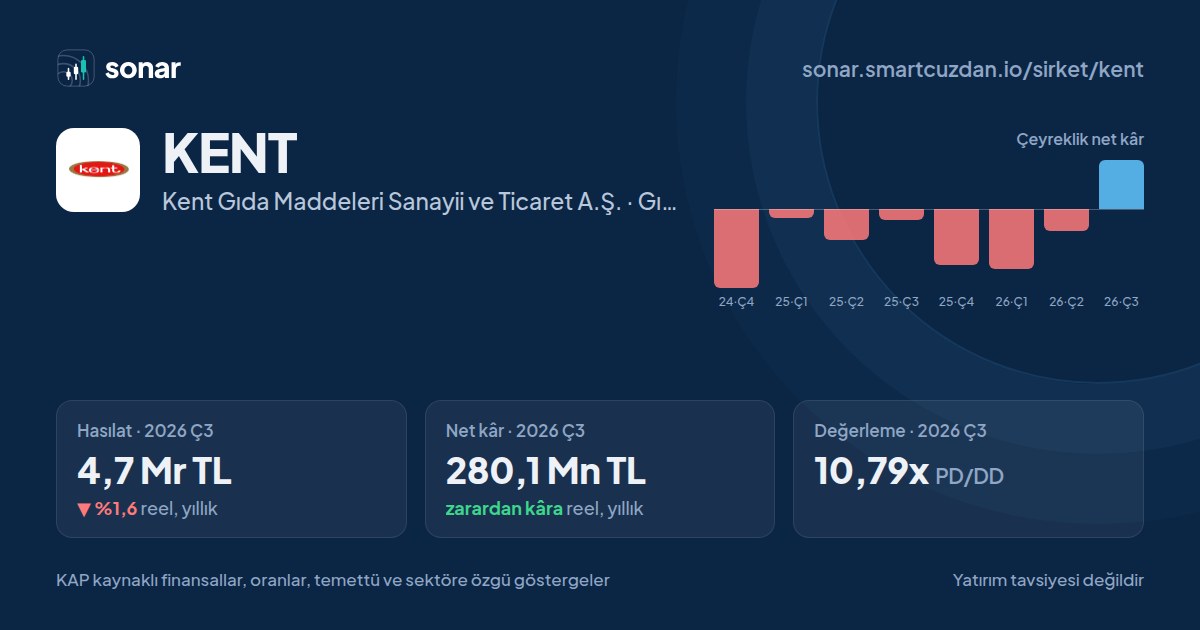 sonar
sonar.smartcuzdan.io/sirket/kent
kent
KENT
Kent Gıda Maddeleri Sanayii ve Ticaret A.Ş. · Gı...
Çeyreklik net kâr
24·Ç4 25·Ç1 25·Ç2 25·Ç3 25·Ç4 26·Ç1 26·Ç2 26·Ç3
Hasılat · 2026 Ç3
4,7 Mr TL
▼ %1,6 reel, yıllık
Net kâr · 2026 Ç3
280,1 Mn TL
zarardan kâra reel, yıllık
Değerleme · 2026 Ç3
10,79x PD/DD
KAP kaynaklı finansallar, oranlar, temettü ve sektöre özgü göstergeler
Yatırım tavsiyesi değildir